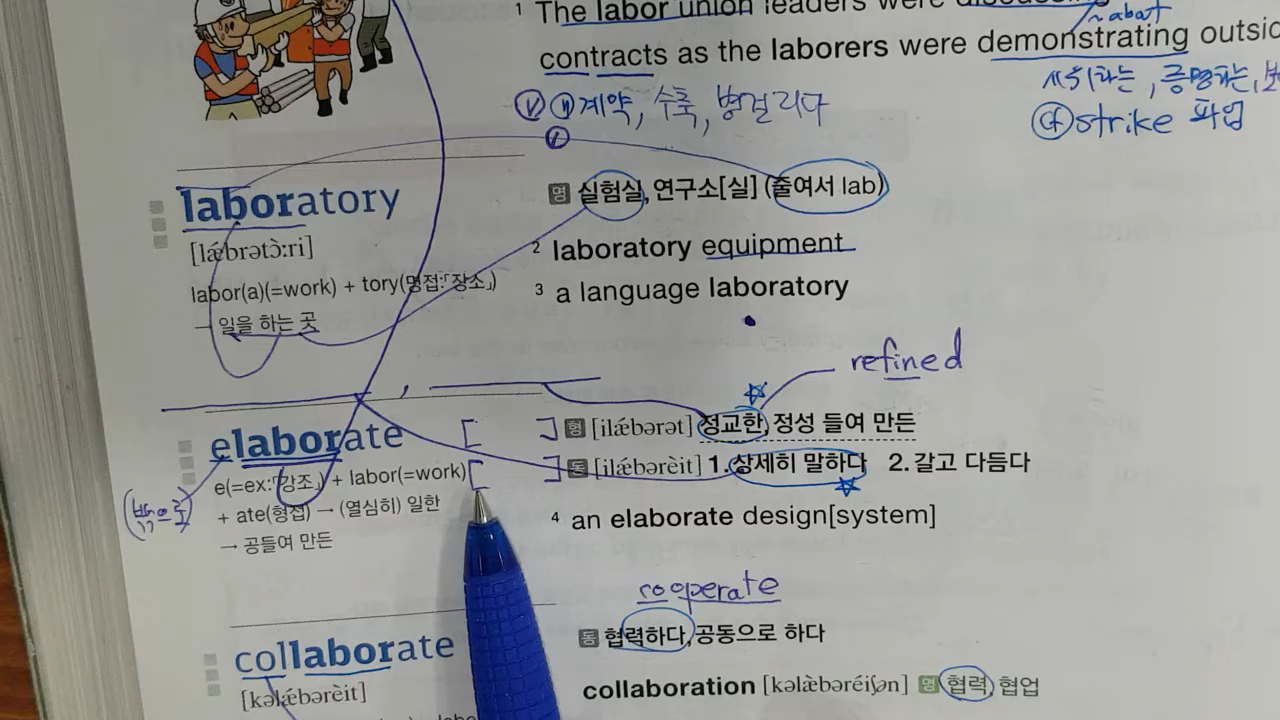 ¹ The labor union leaders were
~ about
contracts as the laborers were demonstrating outsid
시위하는, 증명하는,
ⓥ ⓝ 계약, 수축, 병걸리다
ⓒf strike 파업
laboratory
명 실험실, 연구소[실] (줄여서 lab)
[lǽbrətɔ̀ːri]
² laboratory equipment
labor(a)(=work) + tory(명접:「장소」)
³ a language laboratory
→ 일을 하는 곳
refined
elaborate
형 [ilǽbərət] 정교한, 정성 들여 만든
동 [ilǽbərèit] 1. 상세히 말하다 2. 갈고 다듬다
e(=ex:「강조」) + labor(=work)
(밖으로)
+ ate(형접) → (열심히) 일한
⁴ an elaborate design[system]
→ 공들여 만든
cooperate
collaborate
동 협력하다, 공동으로 하다
[kəlǽbərèit]
collaboration [kəlæ̀bəréiʃən] 명 협력, 협업